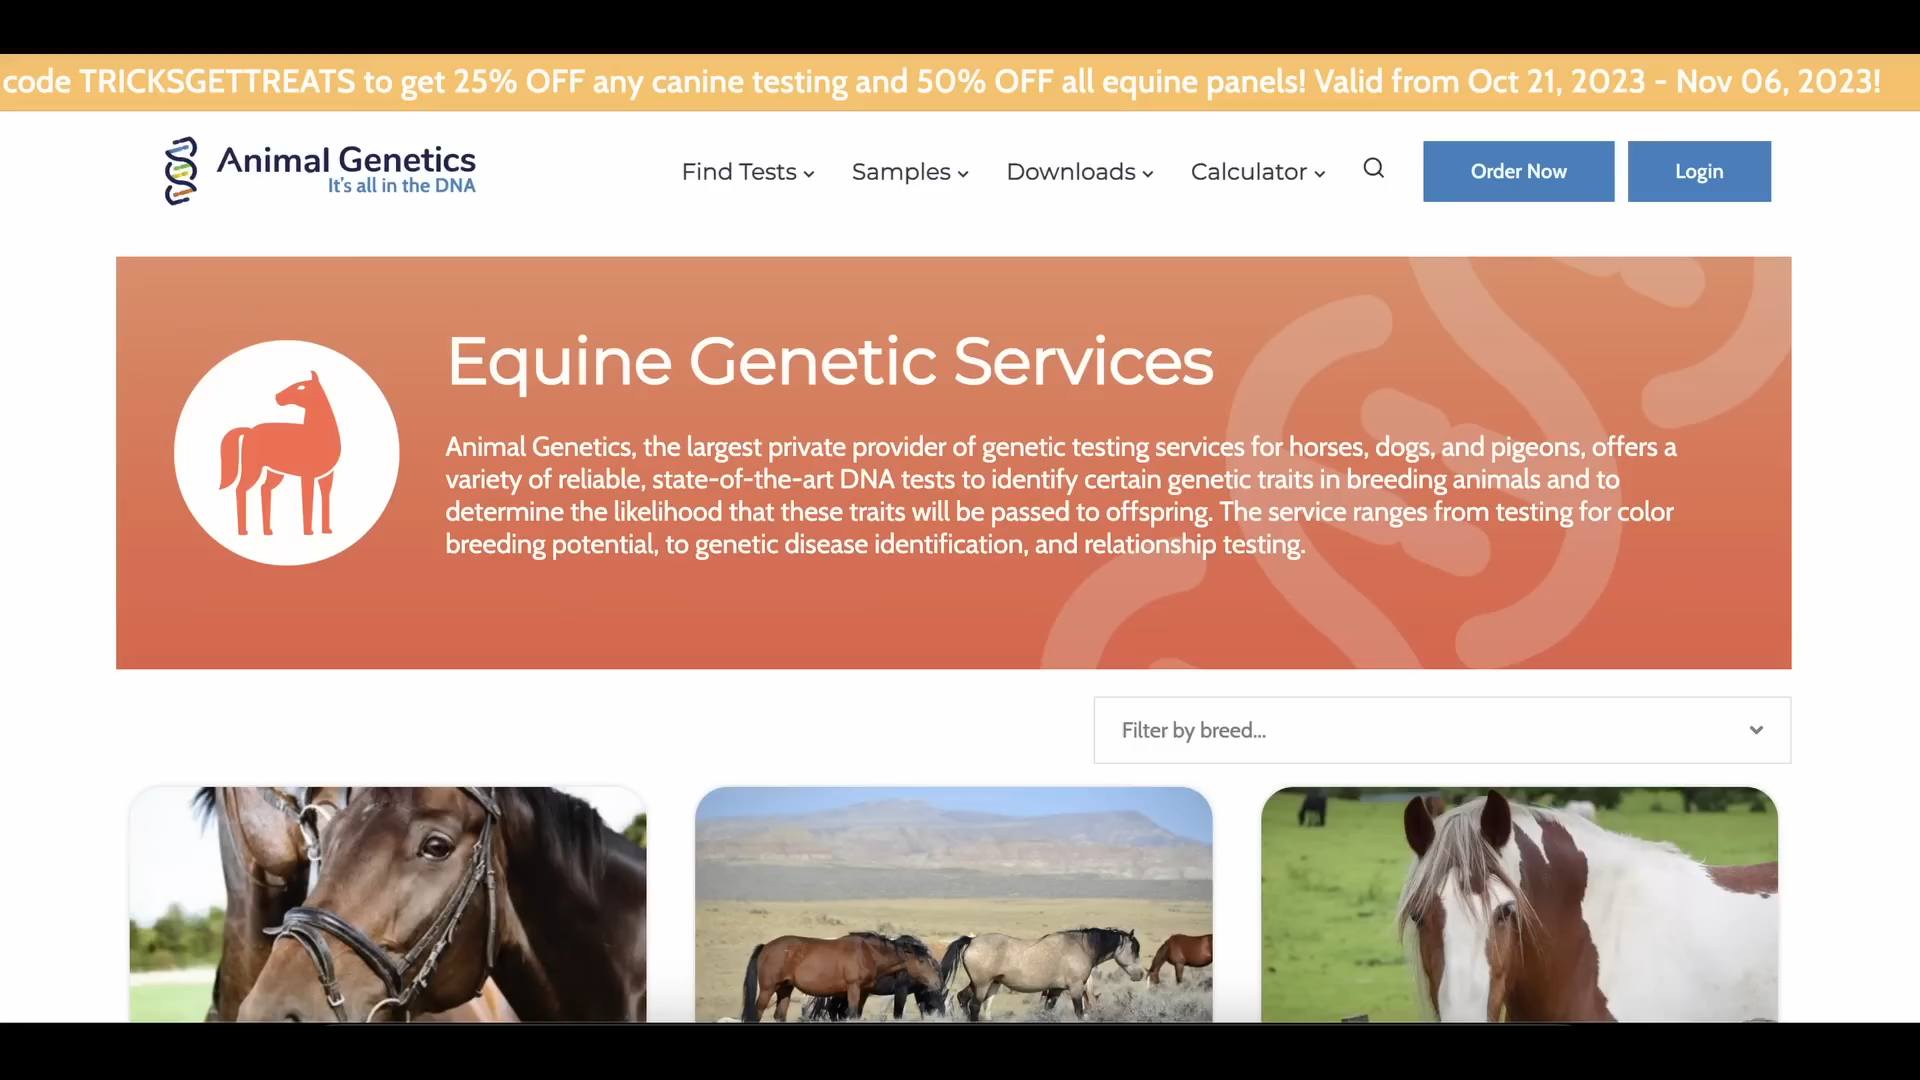 code TRICKSGETTREATS to get 25% OFF any canine testing and 50% OFF all equine panels! Valid from Oct 21, 2023 - Nov 06, 2023!
Animal Genetics
It's all in the DNA
Find Tests
Samples
Downloads
Calculator
Order Now
Login
Equine Genetic Services
Animal Genetics, the largest private provider of genetic testing services for horses, dogs, and pigeons, offers a
variety of reliable, state-of-the-art DNA tests to identify certain genetic traits in breeding animals and to
determine the likelihood that these traits will be passed to offspring. The service ranges from testing for color
breeding potential, to genetic disease identification, and relationship testing.
Filter by breed...